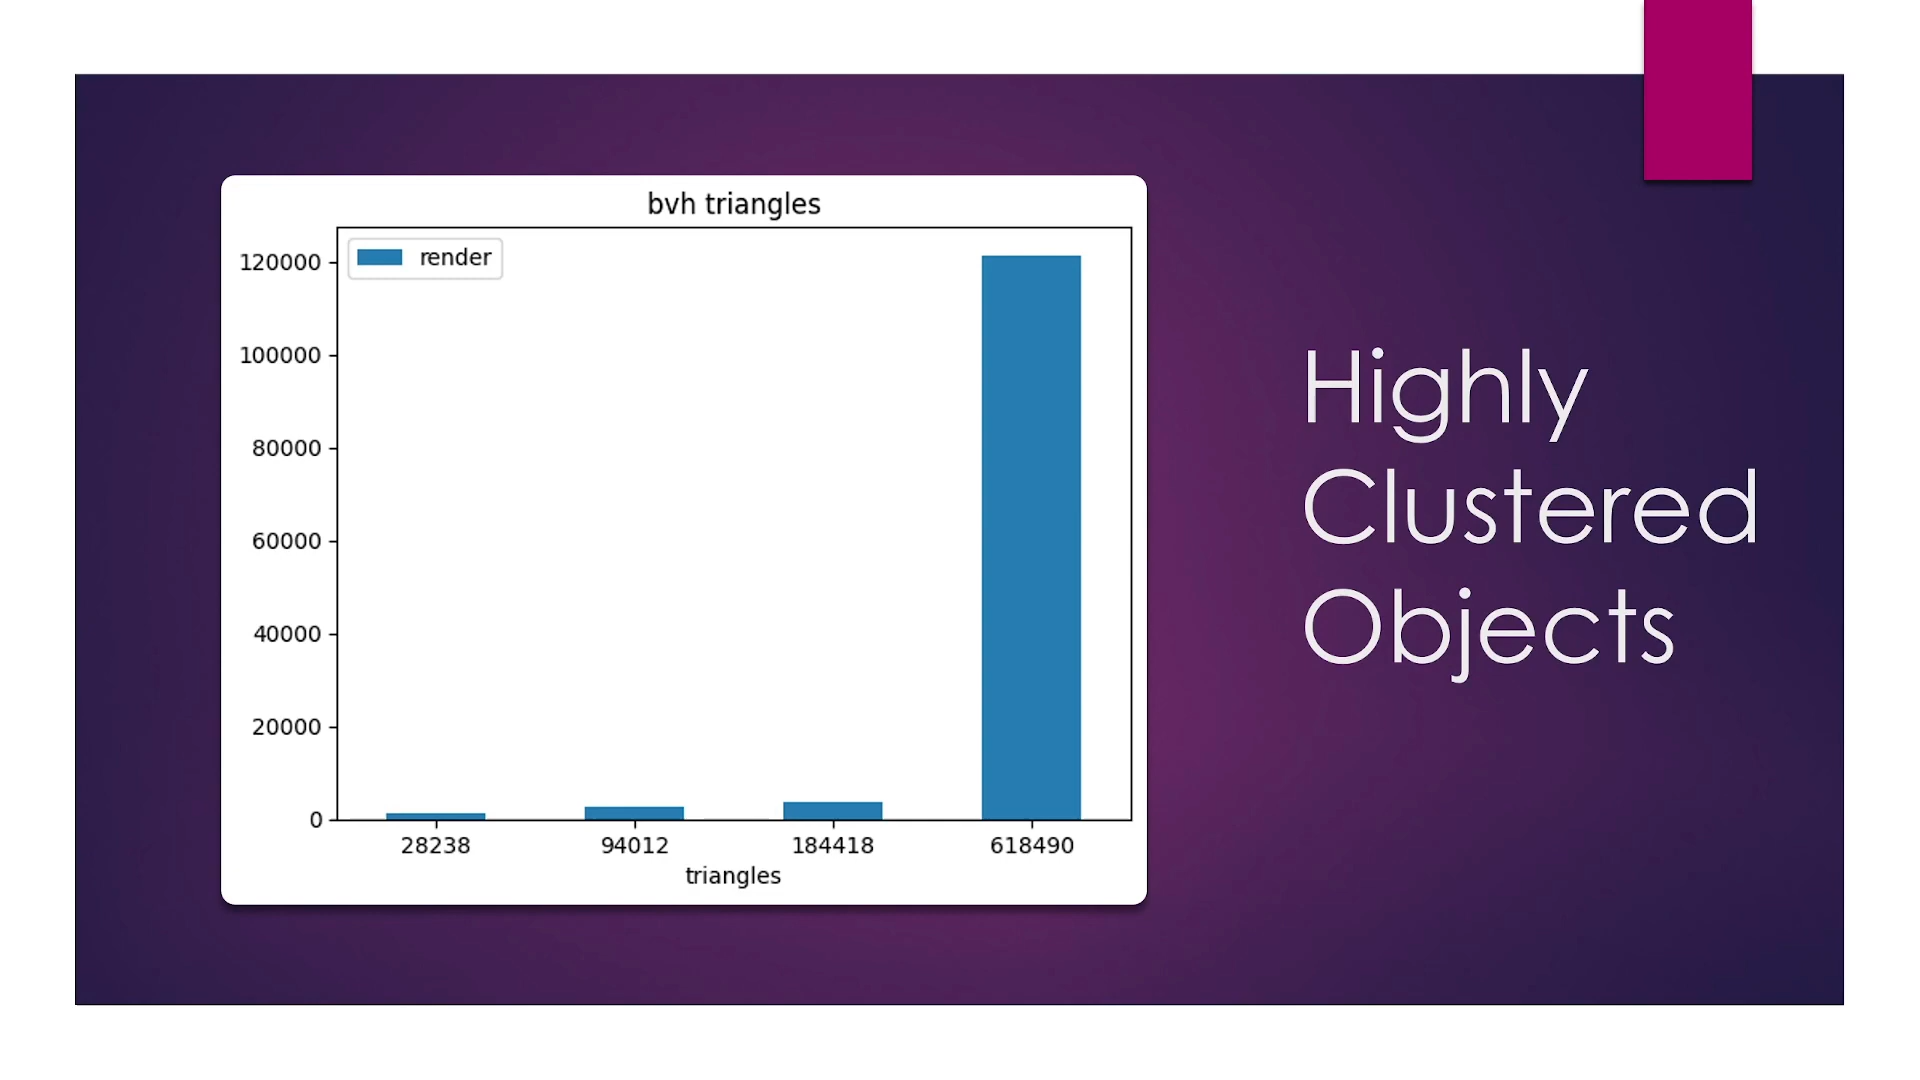 bvh triangles
render
120000
100000
80000
60000
40000
20000
0
28238 94012 184418 618490
triangles
Highly
Clustered
Objects